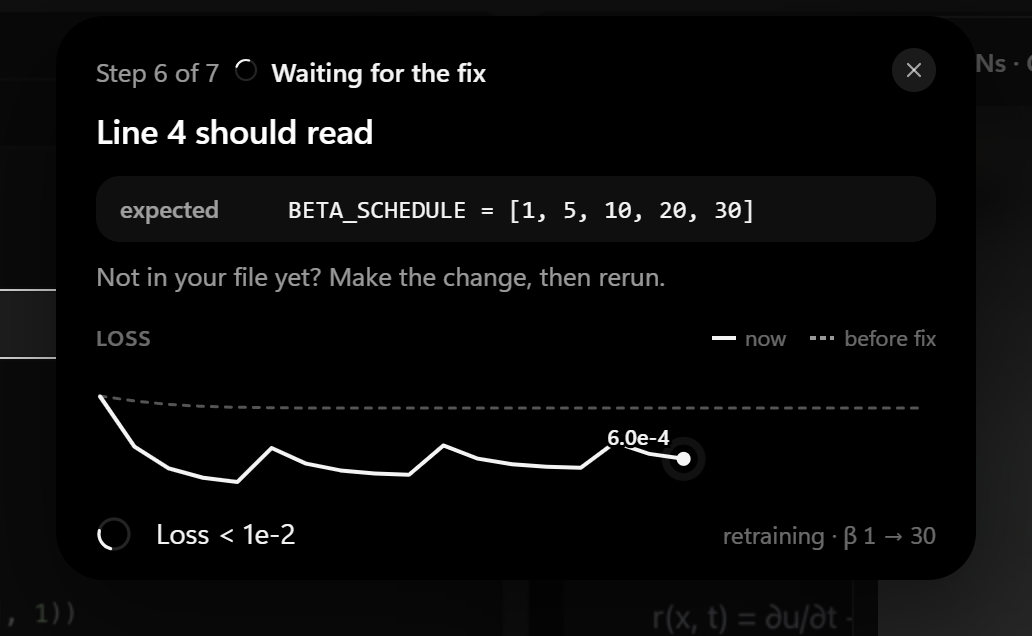 Step 6 of 7 Waiting for the fix
Ns ·
Line 4 should read
expected BETA_SCHEDULE = [1, 5, 10, 20, 30]
Not in your file yet? Make the change, then rerun.
LOSS now before fix
6.0e-4
Loss < 1e-2 retraining · β 1 → 30
, 1))
r(x, t) = ∂u/∂t